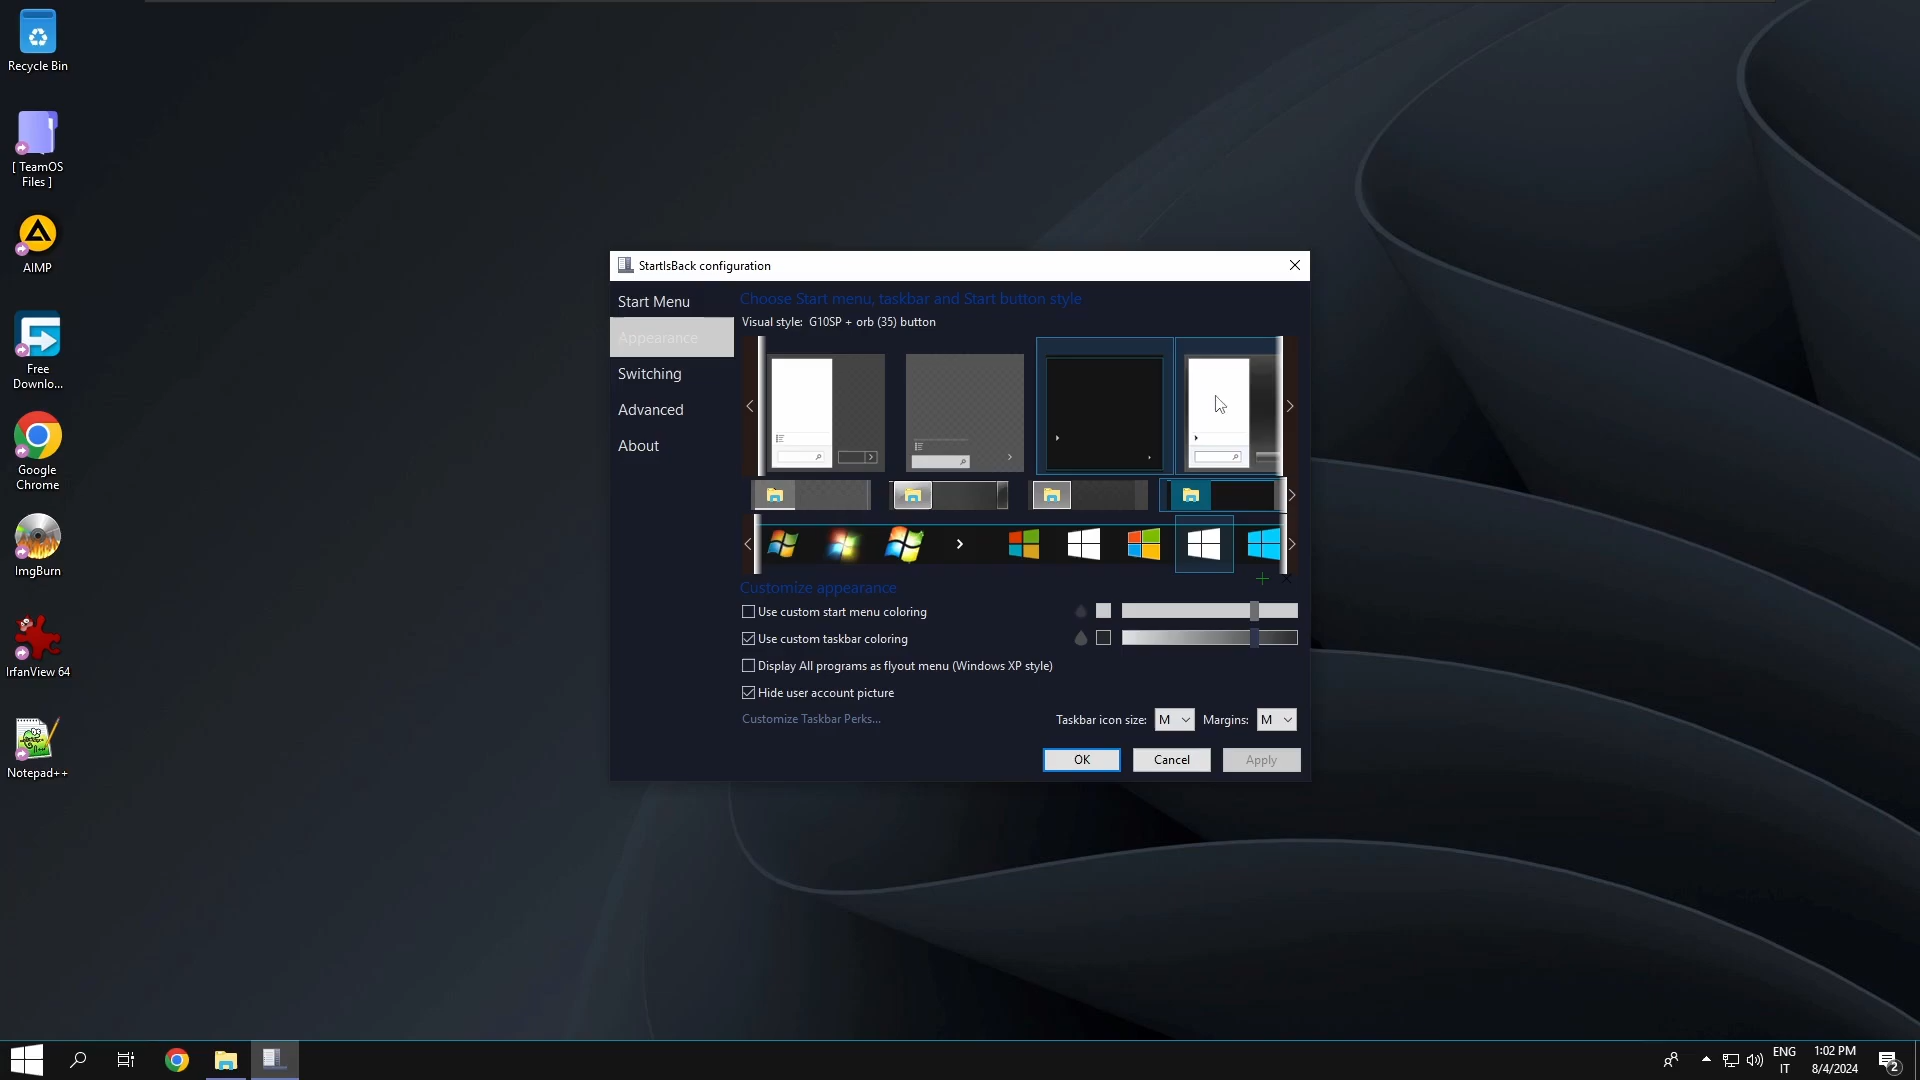 Recycle Bin
[ TeamOS
Files ]
AIMP
Free
Downlo...
Google
Chrome
ImgBurn
IrfanView 64
Notepad++
StartIsBack configuration
Start Menu
Appearance
Switching
Advanced
About
Choose Start menu, taskbar and Start button style
Visual style: G10SP + orb (35) button
Customize appearance
Use custom start menu coloring
Use custom taskbar coloring
Display All programs as flyout menu (Windows XP style)
Hide user account picture
Customize Taskbar Perks...
Taskbar icon size: M Margins: M
OK Cancel Apply
ENG
IT
1:02 PM
8/4/2024
2